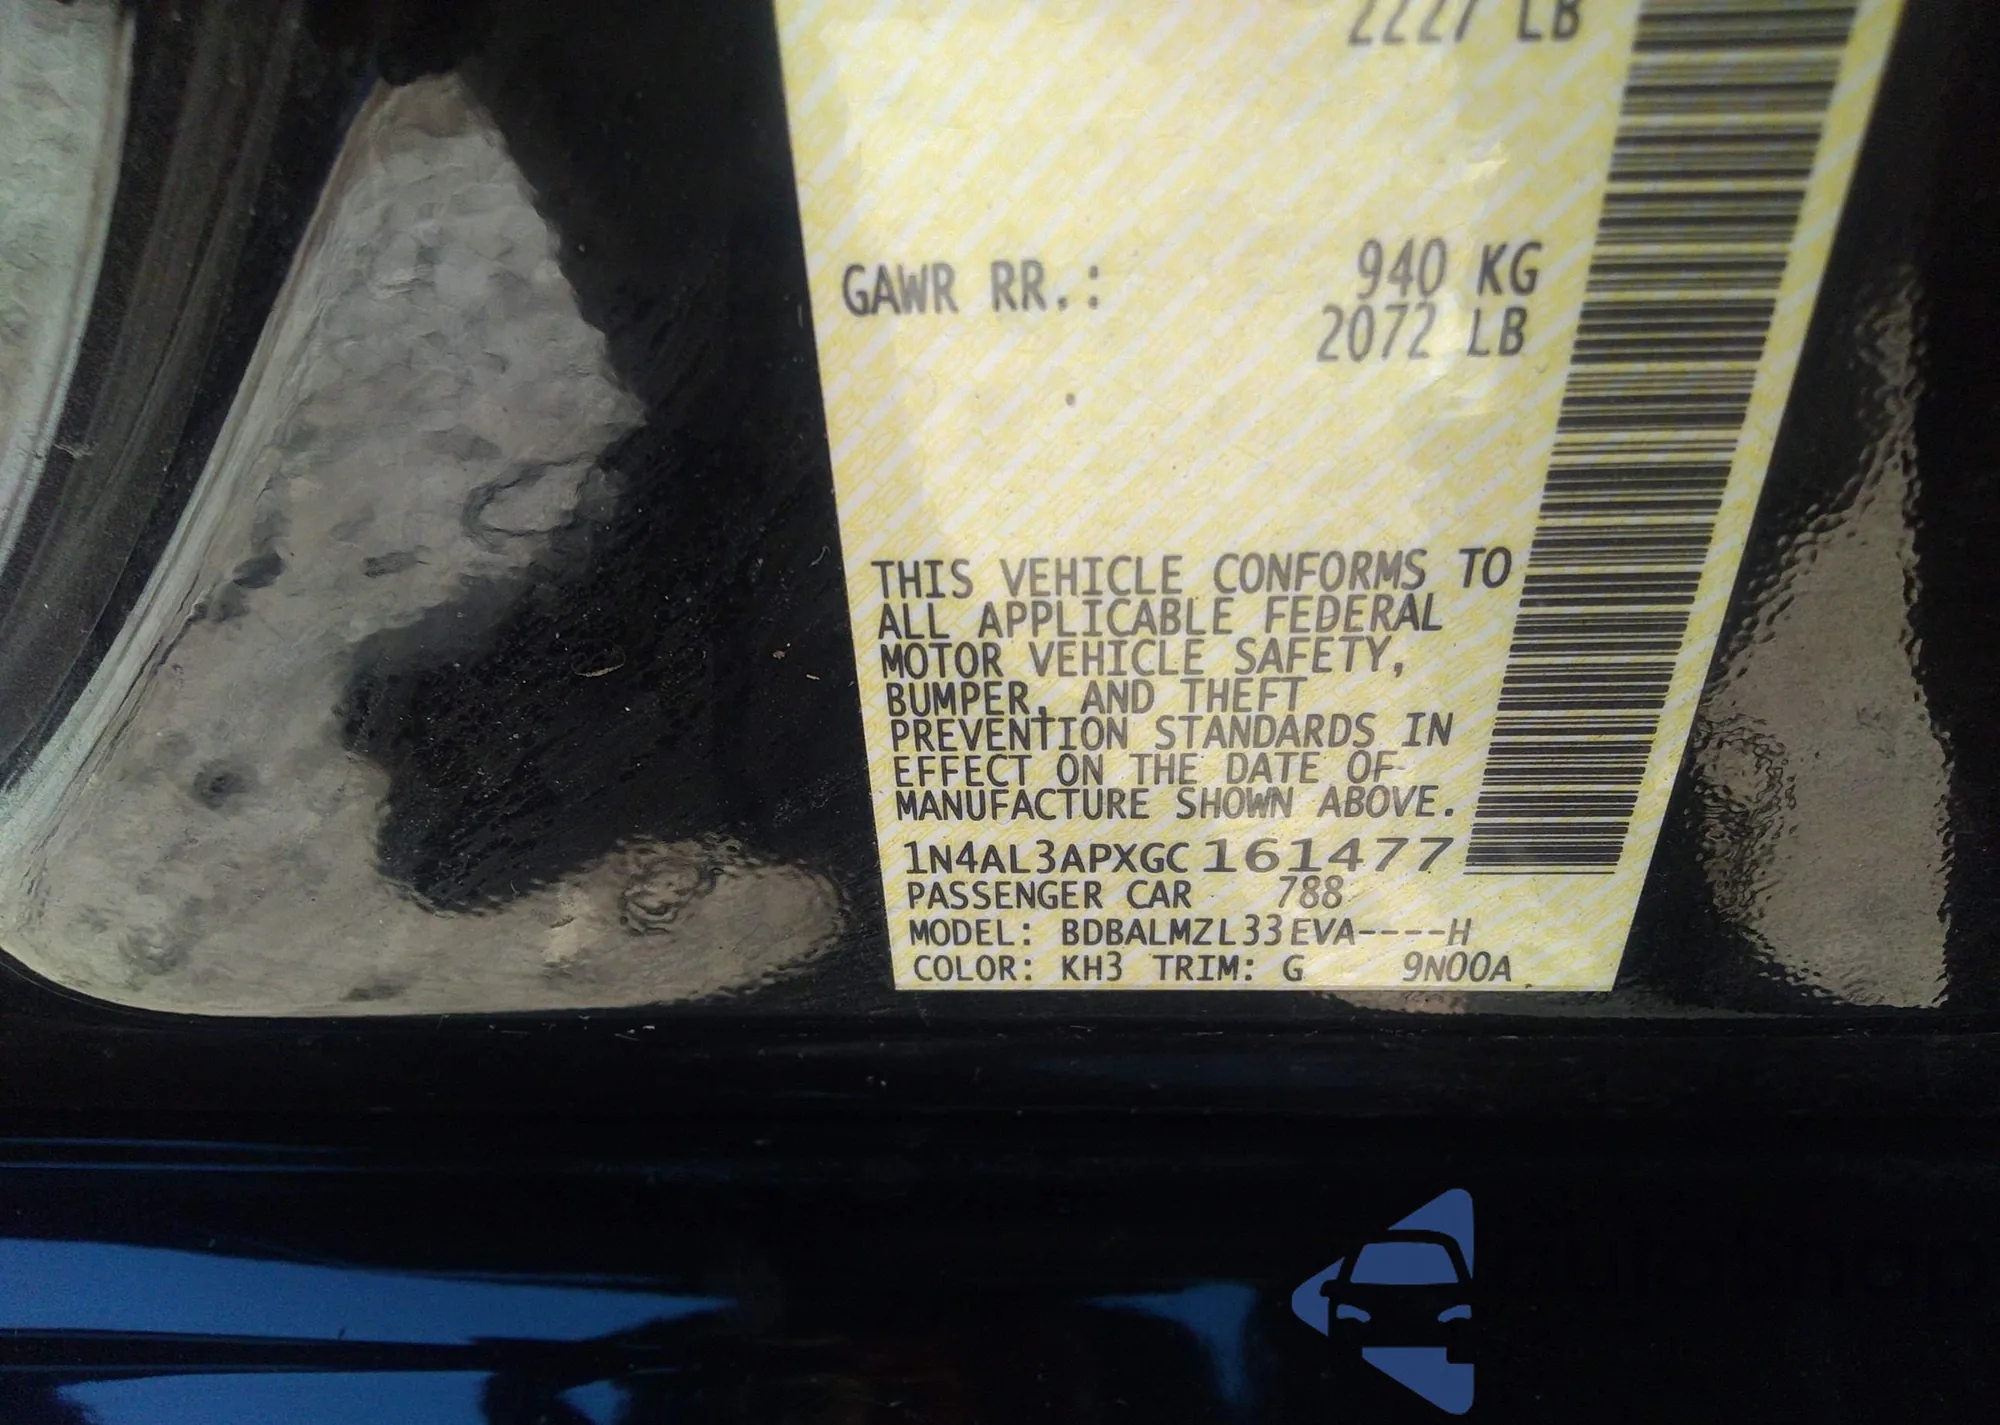 2227 LB
GAWR RR.: 940 KG
2072 LB
THIS VEHICLE CONFORMS TO
ALL APPLICABLE FEDERAL
MOTOR VEHICLE SAFETY,
BUMPER, AND THEFT
PREVENTION STANDARDS IN
EFFECT ON THE DATE OF
MANUFACTURE SHOWN ABOVE.
1N4AL3APXGC161477
PASSENGER CAR 788
MODEL: BDBALMZL33EVA----H
COLOR: KH3 TRIM: G 9N00A